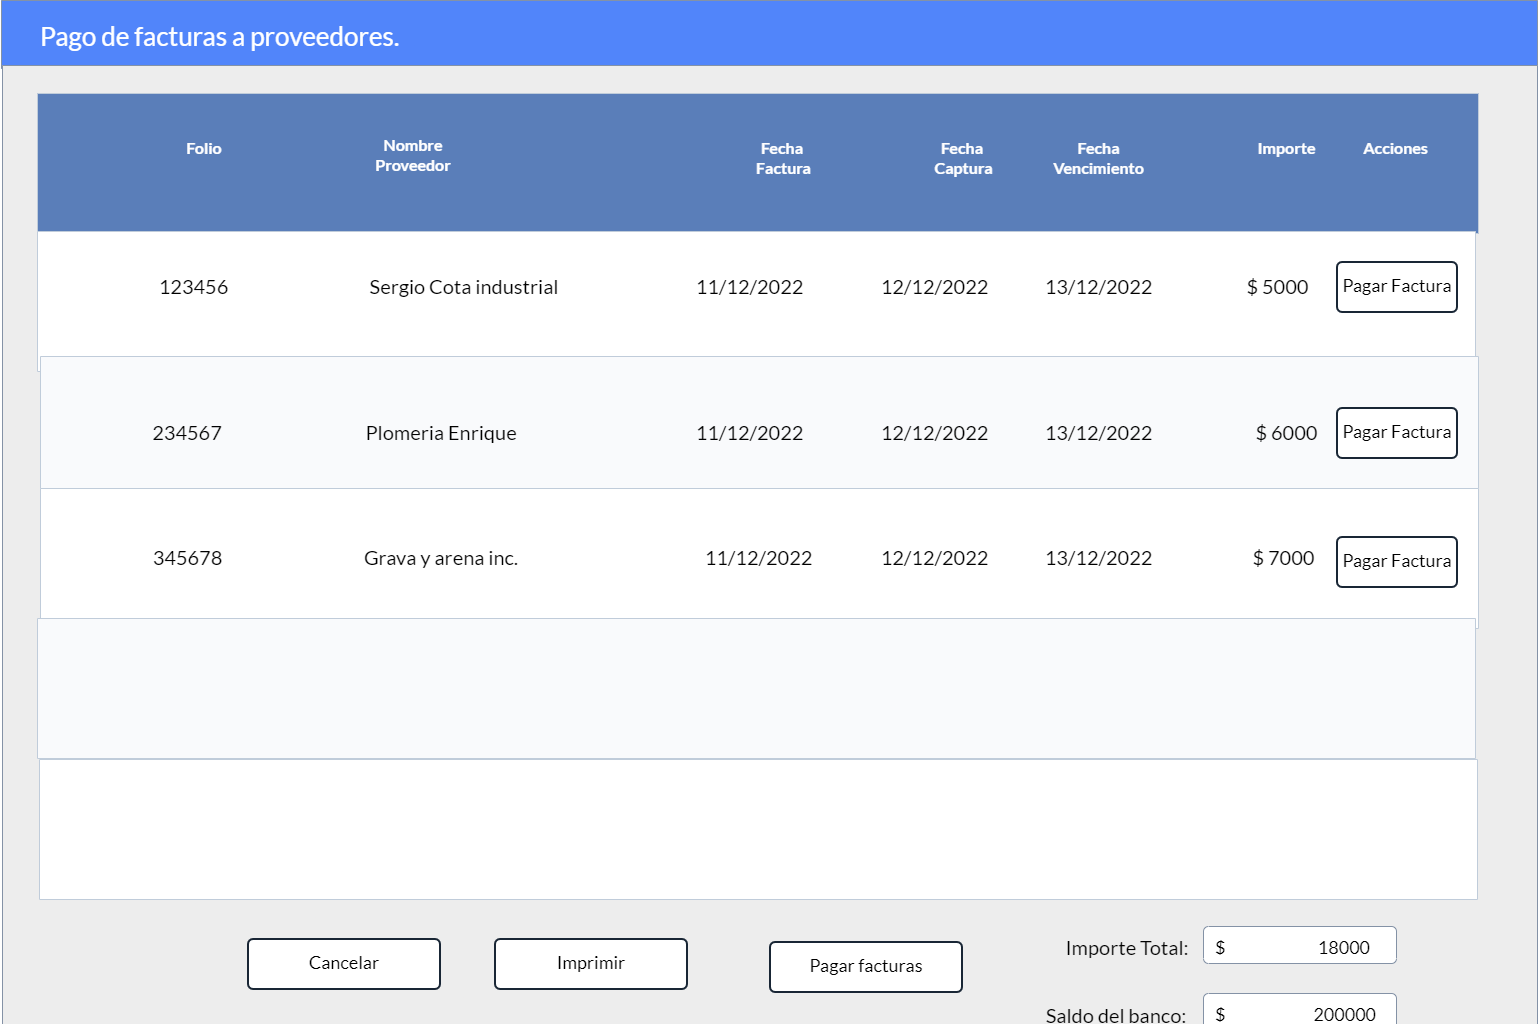 Pago de facturas a proveedores.
Folio Nombre Proveedor Fecha Factura Fecha Captura Fecha Vencimiento Importe Acciones
123456 Sergio Cota industrial 11/12/2022 12/12/2022 13/12/2022 $ 5000 Pagar Factura
234567 Plomeria Enrique 11/12/2022 12/12/2022 13/12/2022 $ 6000 Pagar Factura
345678 Grava y arena inc. 11/12/2022 12/12/2022 13/12/2022 $ 7000 Pagar Factura
Cancelar Imprimir Pagar facturas Importe Total: $ 18000
Saldo del banco: $ 200000